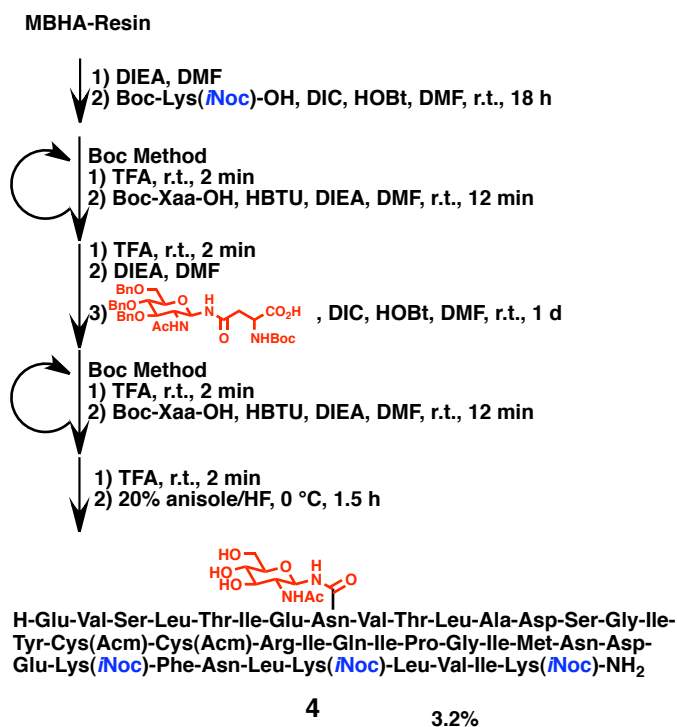 MBHA-Resin
1) DIEA, DMF
2) Boc-Lys(iNoc)-OH, DIC, HOBt, DMF, r.t., 18 h
Boc Method
1) TFA, r.t., 2 min
2) Boc-Xaa-OH, HBTU, DIEA, DMF, r.t., 12 min
1) TFA, r.t., 2 min
2) DIEA, DMF
BnO
BnO
3) BnO
O
AcHN
H
N
O
CO2H
NHBoc
, DIC, HOBt, DMF, r.t., 1 d
Boc Method
1) TFA, r.t., 2 min
2) Boc-Xaa-OH, HBTU, DIEA, DMF, r.t., 12 min
1) TFA, r.t., 2 min
2) 20% anisole/HF, 0 °C, 1.5 h
HO
HO
HO
O
NHAc
H
N
O
H-Glu-Val-Ser-Leu-Thr-Ile-Glu-Asn-Val-Thr-Leu-Ala-Asp-Ser-Gly-Ile-
Tyr-Cys(Acm)-Cys(Acm)-Arg-Ile-Gln-Ile-Pro-Gly-Ile-Met-Asn-Asp-
Glu-Lys(iNoc)-Phe-Asn-Leu-Lys(iNoc)-Leu-Val-Ile-Lys(iNoc)-NH2
4
3.2%